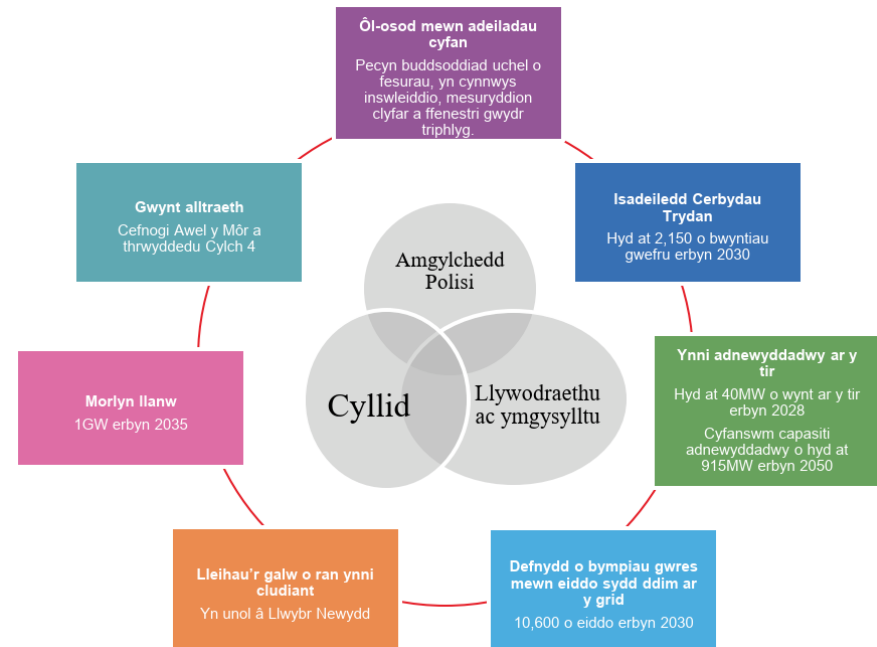 Ôl-osod mewn adeiladau
cyfan
Pecyn buddsoddiad uchel o
fesurau, yn cynnwys
inswleiddio, mesuryddion
clyfar a ffenestri gwydr
triphlyg.
Isadeiledd Cerbydau
Trydan
Hyd at 2,150 o bwyntiau
gwefru erbyn 2030
Ynni adnewyddadwy ar y
tir
Hyd at 40MW o wynt ar y tir
erbyn 2028
Cyfanswm capasiti
adnewyddadwy o hyd at
915MW erbyn 2050
Defnydd o bympiau gwres
mewn eiddo sydd ddim ar
y grid
10,600 o eiddo erbyn 2030
Lleihau'r galw o ran ynni
cludiant
Yn unol â Llwybr Newydd
Morlyn llanw
1GW erbyn 2035
Gwynt alltraeth
Cefnogi Awel y Môr a
thrwyddedu Cylch 4
Amgylchedd
Polisi
Llywodraethu
ac ymgysylltu
Cyllid